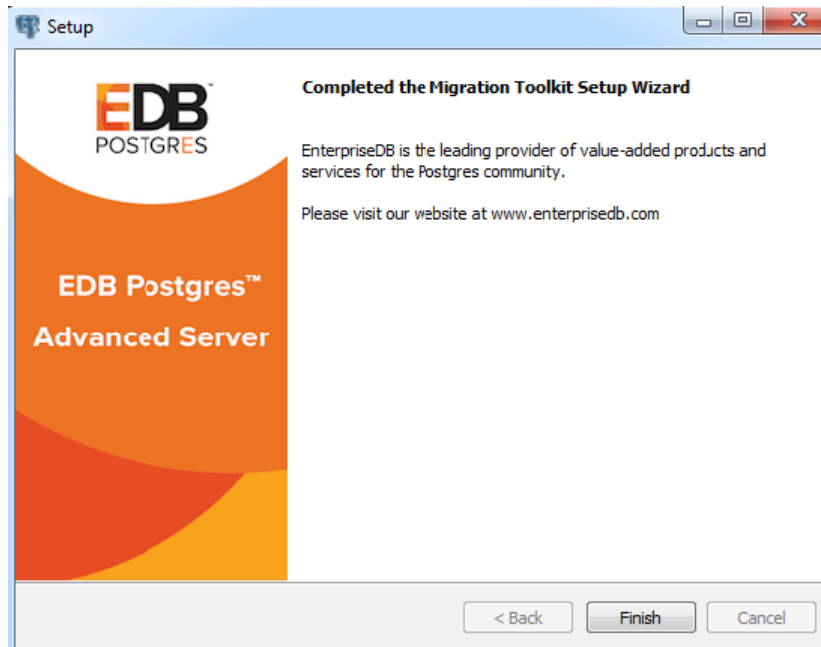 Setup
EDB
POSTGRES
EDB Postgres™
Advanced Server
Completed the Migration Toolkit Setup Wizard
EnterpriseDB is the leading provider of value-added products and
services for the Postgres community.
Please visit our website at www.enterprisedb.com
< Back
Finish
Cancel